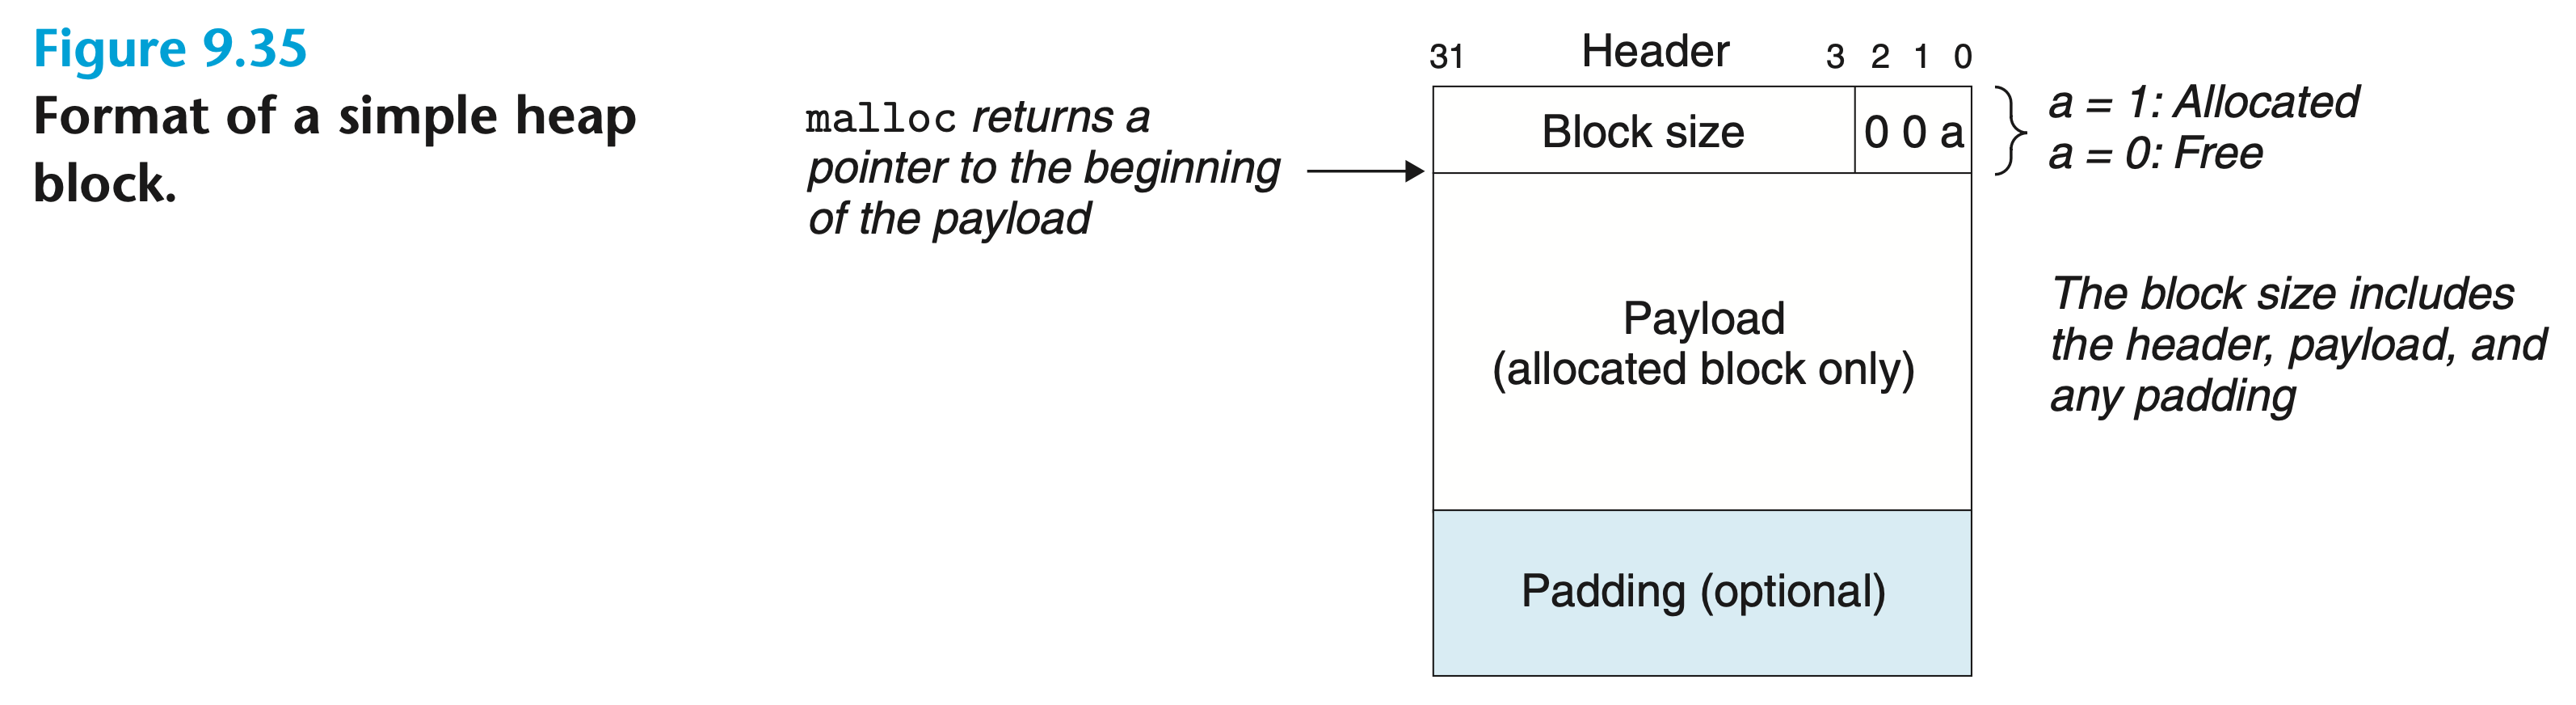 Figure 9.35
Format of a simple heap
block.
malloc returns a
pointer to the beginning
of the payload
31 Header 3 2 1 0
Block size 0 0 a
a = 1: Allocated
a = 0: Free
Payload
(allocated block only)
The block size includes
the header, payload, and
any padding
Padding (optional)